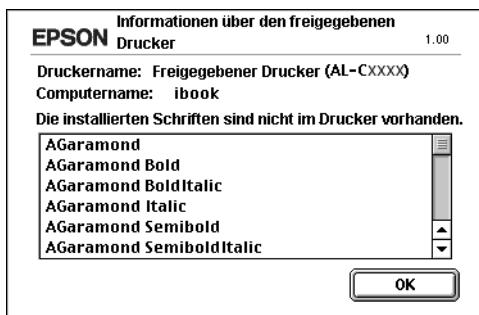 EPSON
Informationen über den freigegebenen
Drucker
1.00
Druckername: Freigegebener Drucker (AL-CXXXX)
Computername: ibook
Die installierten Schriften sind nicht im Drucker vorhanden.
AGaramond
AGaramond Bold
AGaramond BoldItalic
AGaramond Italic
AGaramond Semibold
AGaramond SemiboldItalic
OK